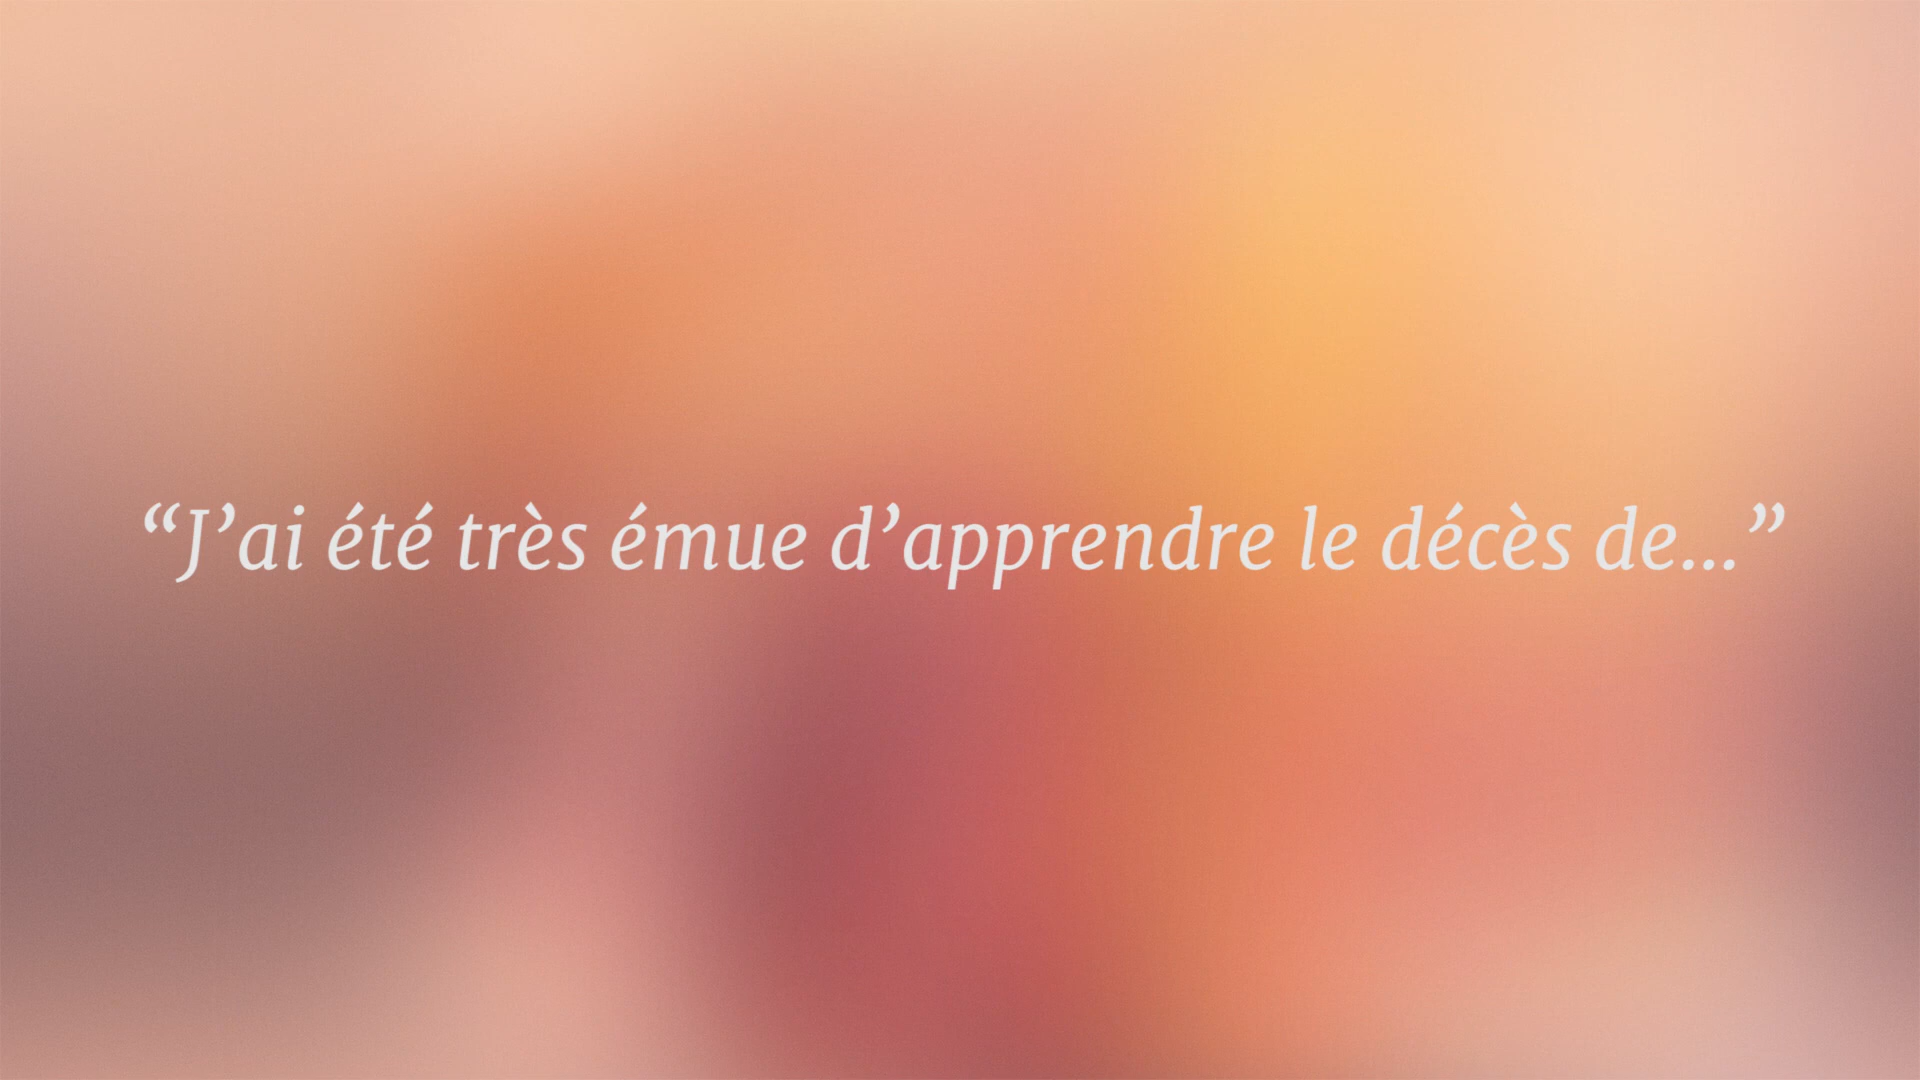 “J’ai été très émue d’apprendre le décès de...”